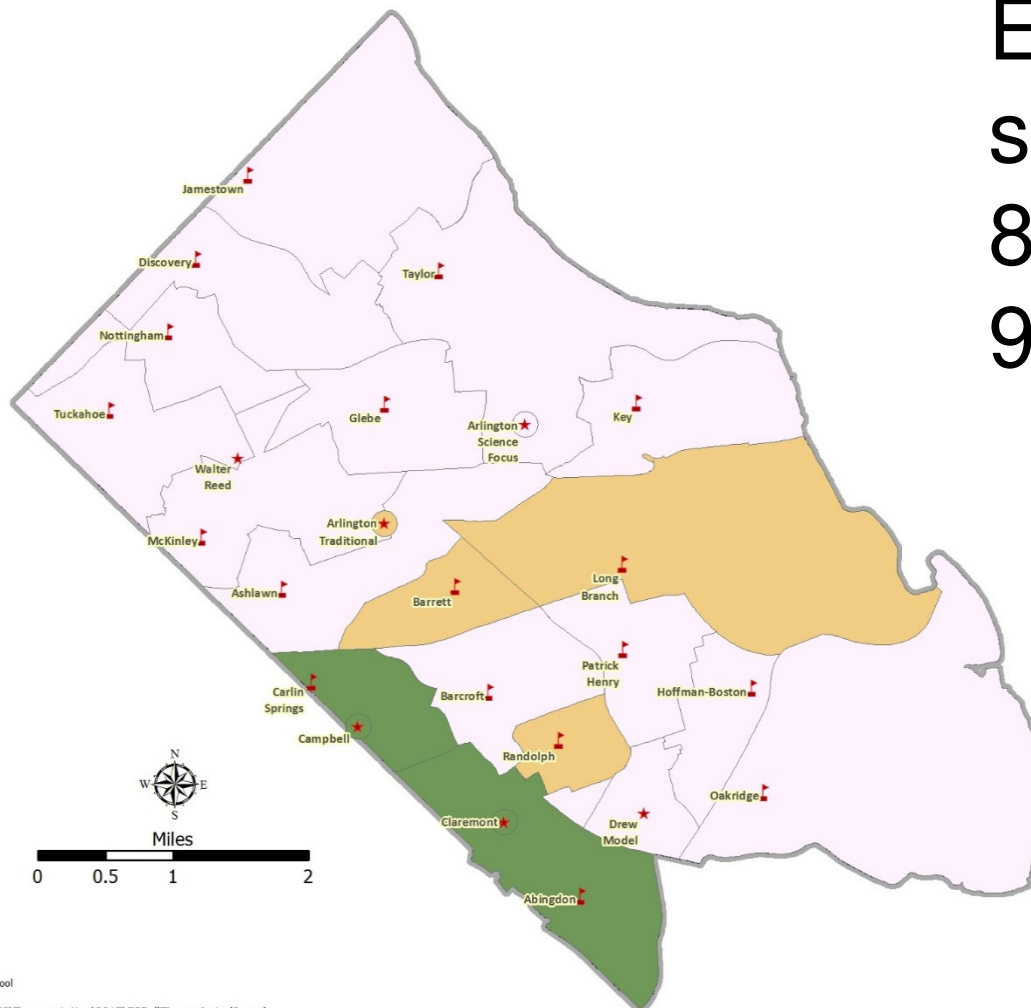 E
s
8
9
Jamestown
Discovery
Taylor
Nottingham
Tuckahoe
Glebe
Key
Arlington
Science
Focus
Walter
Reed
Arlington
Traditional
McKinley
Ashlawn
Long
Branch
Barrett
Patrick
Henry
Carlin
Springs
Barcroft
Hoffman-Boston
Campbell
Randolph
Oakridge
Claremont
Drew
Model
Abingdon
N
W E
S
Miles
0 0.5 1 2
ool